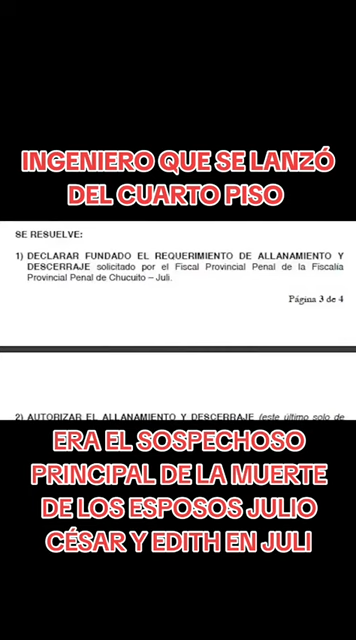 INGENIERO QUE SE LANZÓ
DEL CUARTO PISO
SE RESUELVE:
1) DECLARAR FUNDADO EL REQUERIMIENTO DE ALLANAMIENTO Y
DESCERRAJE solicitado por el Fiscal Provincial Penal de la Fiscalía
Provincial Penal de Chucuito – Juli.
Página 3 de 4
2) AUTORIZAR EL ALLANAMIENTO Y DESCERRAJE (este último solo de
ERA EL SOSPECHOSO
PRINCIPAL DE LA MUERTE
DE LOS ESPOSOS JULIO
CÉSAR Y EDITH EN JULI